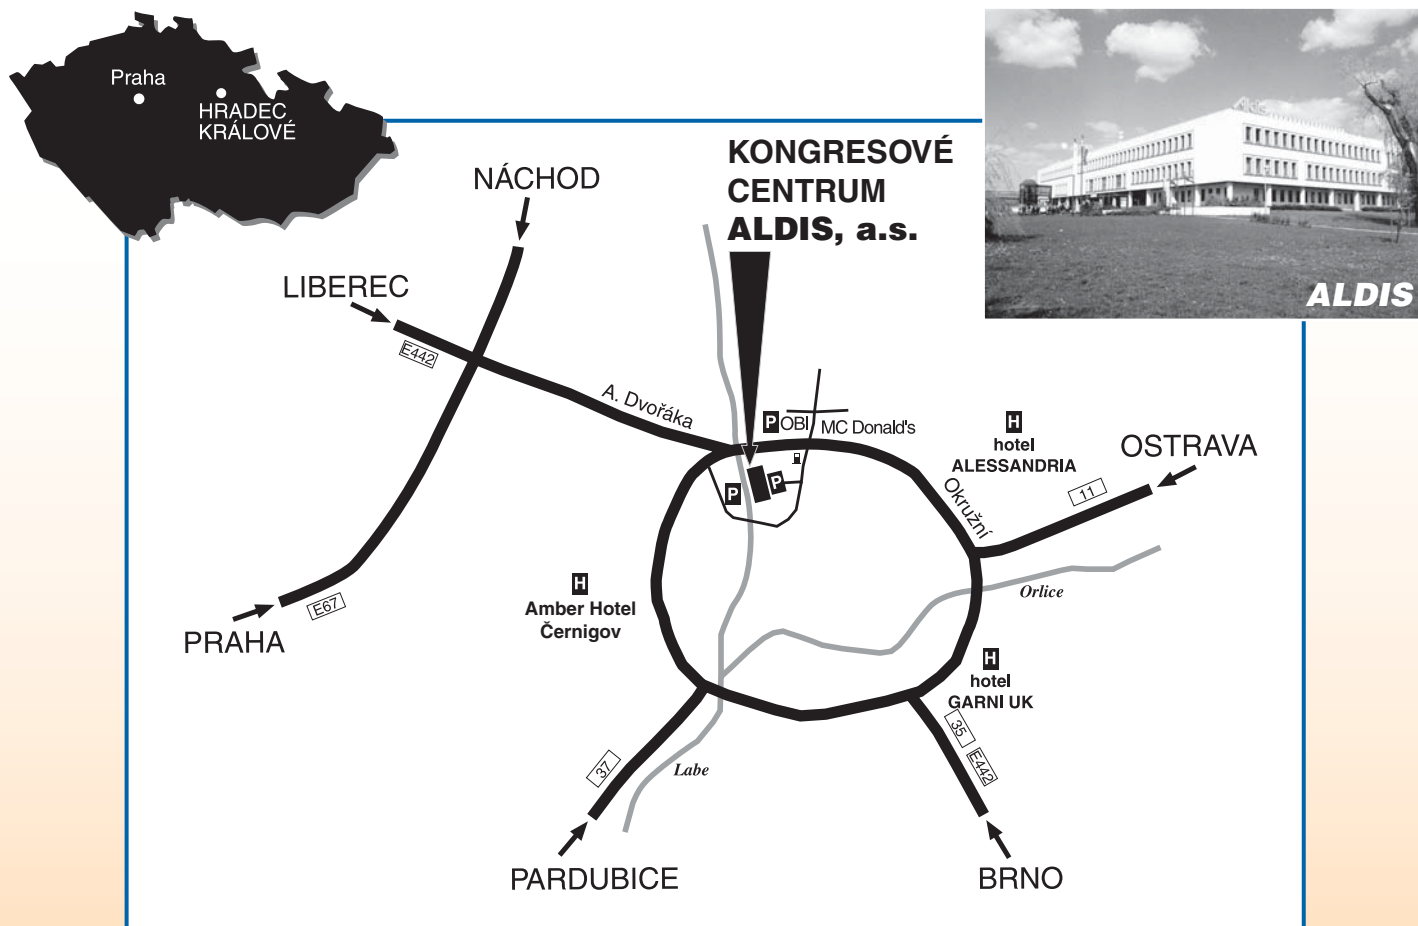 Praha
HRADEC
KRÁLOVÉ
KONGRESOVÉ
CENTRUM
ALDIS, a.s.
ALDIS
NÁCHOD
LIBEREC
E442
A. Dvořáka
P OBI
MC Donald's
H
hotel
ALESSANDRIA
OSTRAVA
11
Okružní
P
P
Orlice
H
Amber Hotel
Černigov
E67
PRAHA
H
hotel
GARNI UK
35
E442
37
Labe
PARDUBICE
BRNO